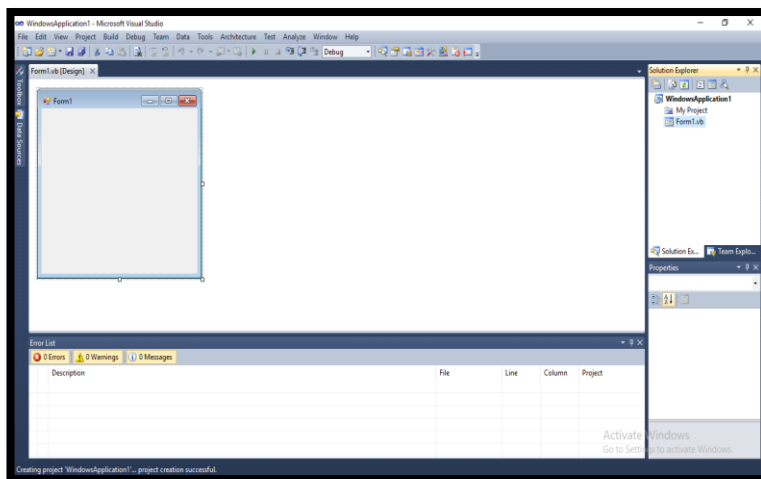 WindowsApplication1 - Microsoft Visual Studio
File Edit View Project Build Debug Team Data Tools Architecture Test Analyze Window Help
Debug
Form1.vb [Design]
Toolbox
Data Sources
Form1
Solution Explorer
WindowsApplication1
My Project
Form1.vb
Solution Ex... Team Explo...
Properties
Error List
0 Errors 0 Warnings 0 Messages
Description File Line Column Project
Activate Windows
Go to Settings to activate Windows.
Creating project 'WindowsApplication1'... project creation successful.